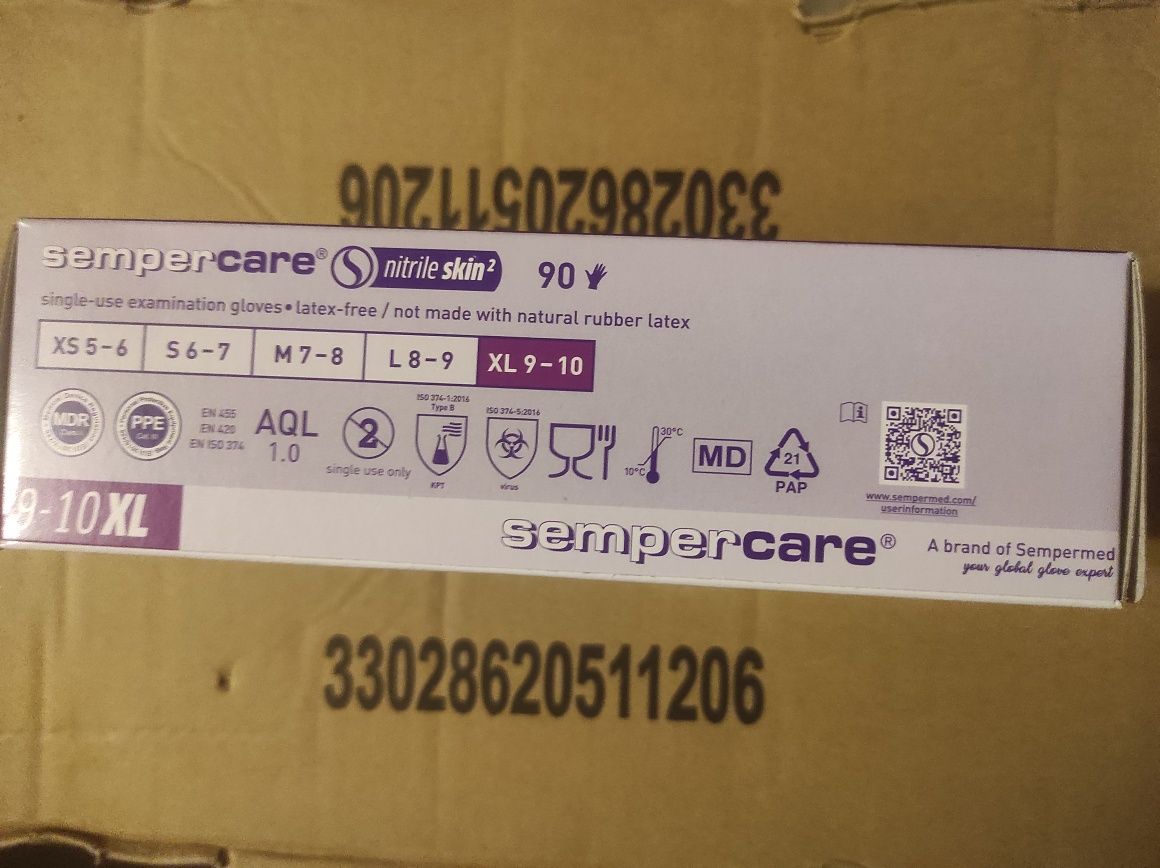 33028620511206
sempercare® nitrile skin² 90
single-use examination gloves • latex-free / not made with natural rubber latex
XS 5-6 S 6-7 M 7-8 L 8-9 XL 9-10
MDR
PPE
EN 455
EN 420
EN ISO 374
AQL
1.0
2
single use only
ISO 374-1:2016
Type B
KPT
ISO 374-5:2016
virus
10°C 30°C
MD
21
PAP
i
www.sempermed.com/
userinformation
9-10 XL
sempercare®
A brand of Sempermed
your global glove expert
33028620511206